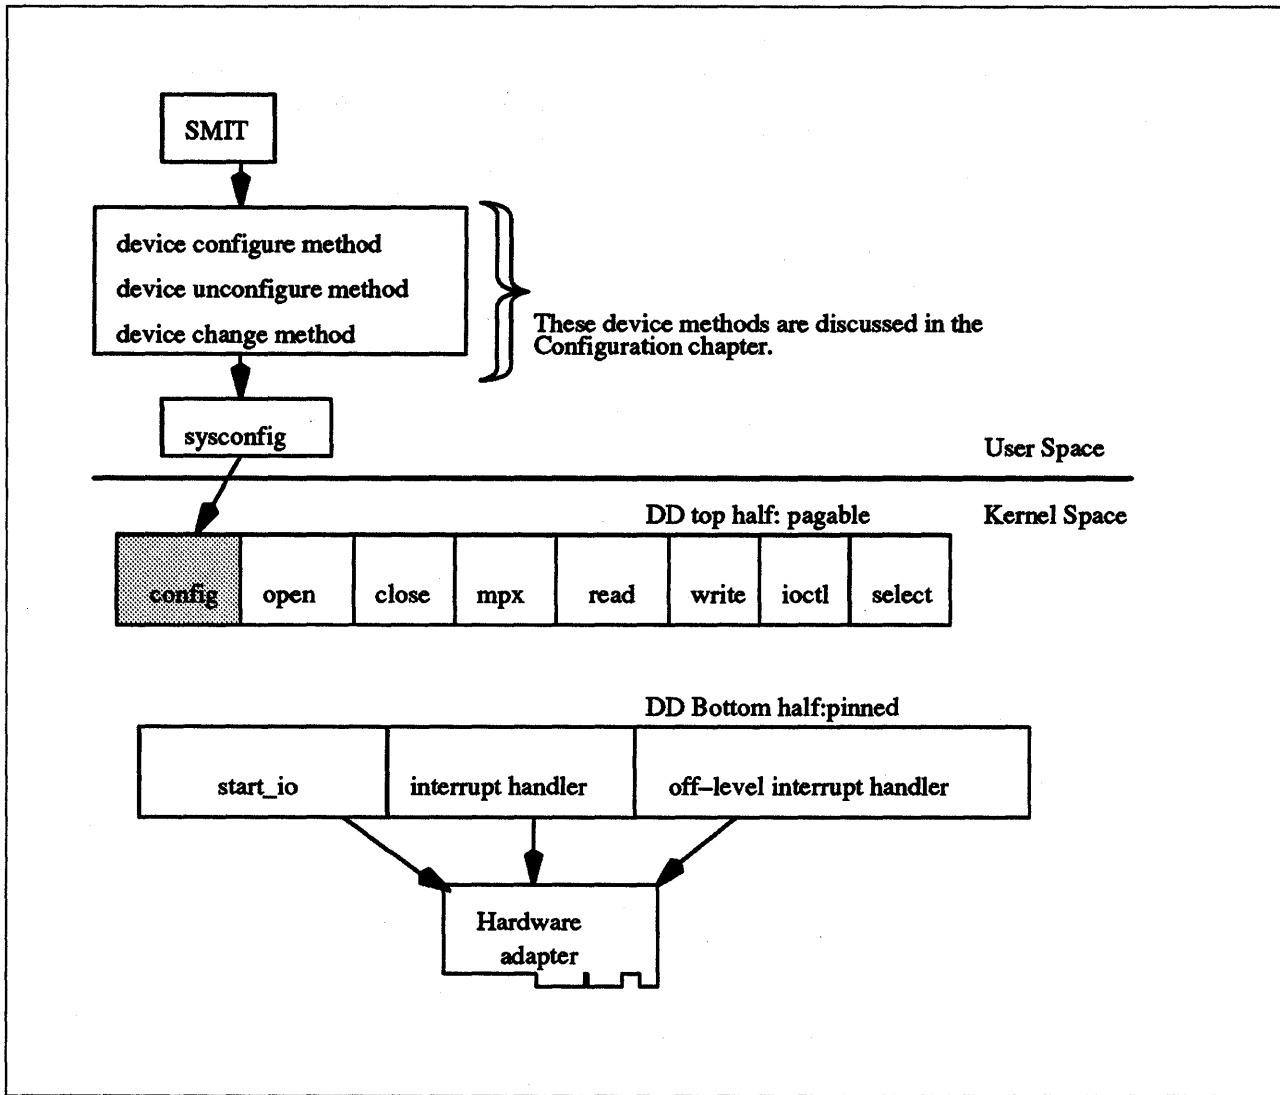 SMIT
device configure method
device unconfigure method
device change method
These device methods are discussed in the
Configuration chapter.
sysconfig
User Space
DD top half: pagable
Kernel Space
config
open
close
mpx
read
write
ioctl
select
DD Bottom half:pinned
start_io
interrupt handler
off–level interrupt handler
Hardware
adapter